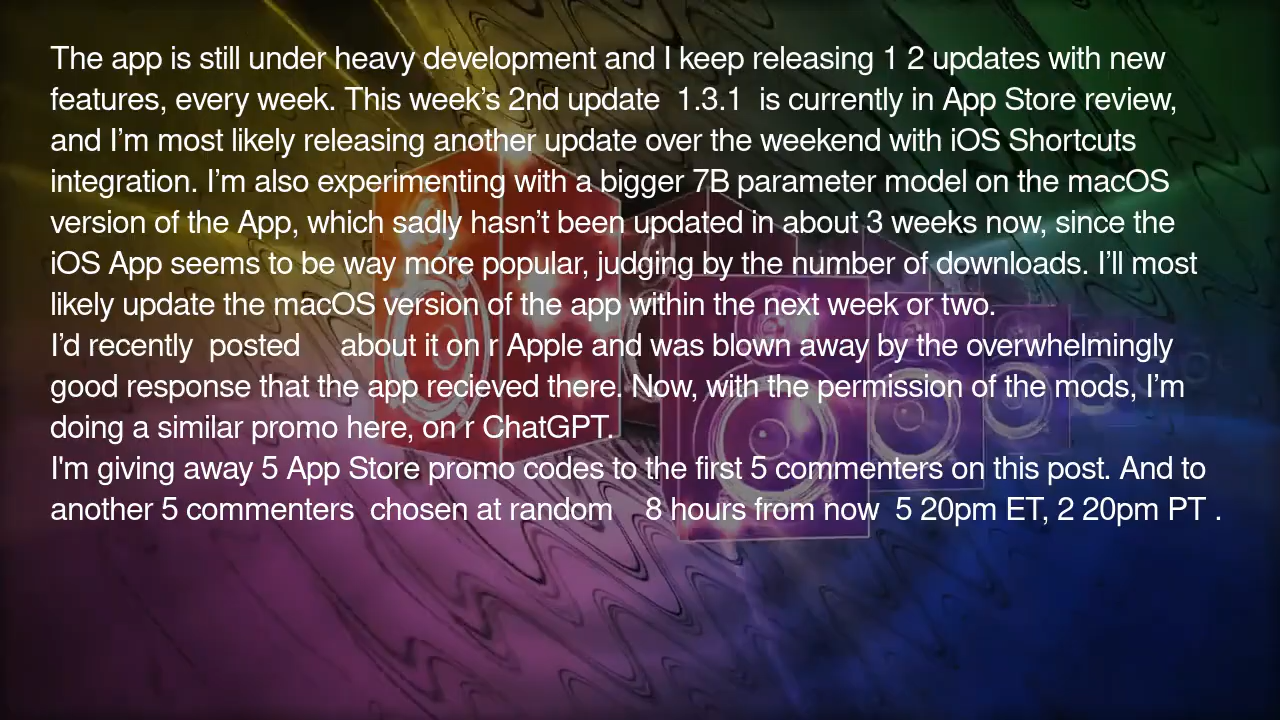 The app is still under heavy development and I keep releasing 1 2 updates with new
features, every week. This week’s 2nd update  1.3.1  is currently in App Store review,
and I’m most likely releasing another update over the weekend with iOS Shortcuts
integration. I’m also experimenting with a bigger 7B parameter model on the macOS
version of the App, which sadly hasn’t been updated in about 3 weeks now, since the
iOS App seems to be way more popular, judging by the number of downloads. I’ll most
likely update the macOS version of the app within the next week or two.
I’d recently  posted     about it on r Apple and was blown away by the overwhelmingly
good response that the app recieved there. Now, with the permission of the mods, I’m
doing a similar promo here, on r ChatGPT.
I'm giving away 5 App Store promo codes to the first 5 commenters on this post. And to
another 5 commenters  chosen at random    8 hours from now  5 20pm ET, 2 20pm PT .